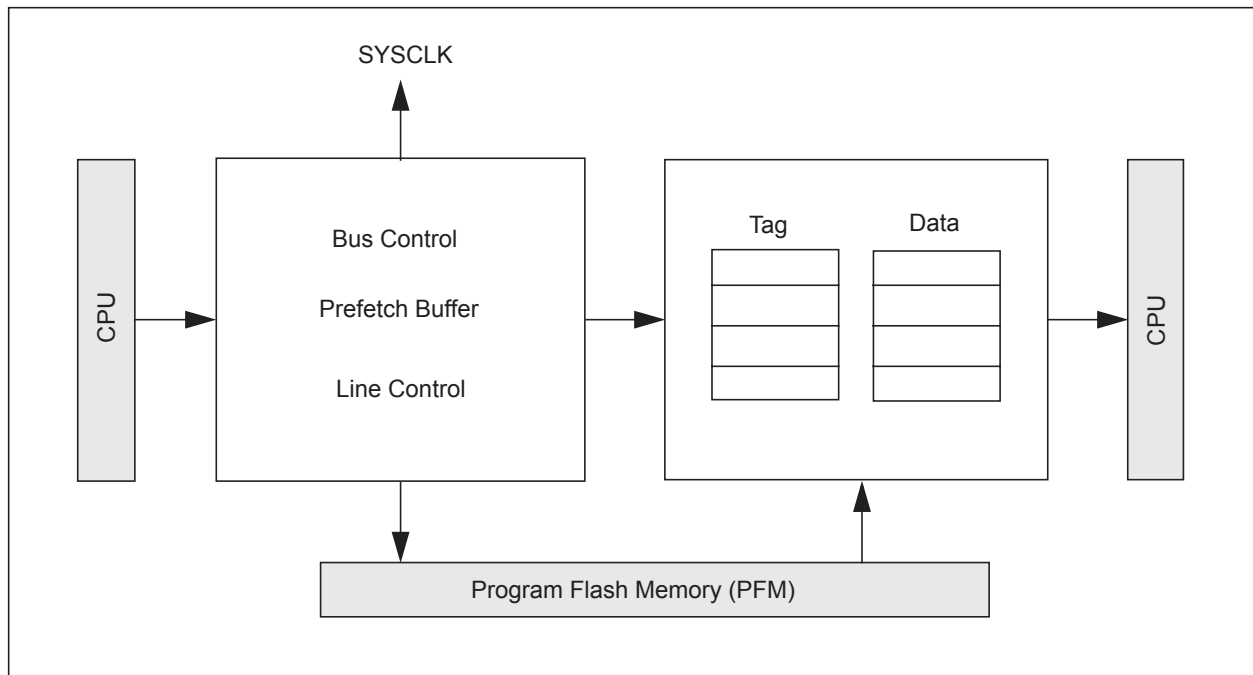 SYSCLK
CPU
Bus Control
Prefetch Buffer
Line Control
Tag
Data
CPU
Program Flash Memory (PFM)